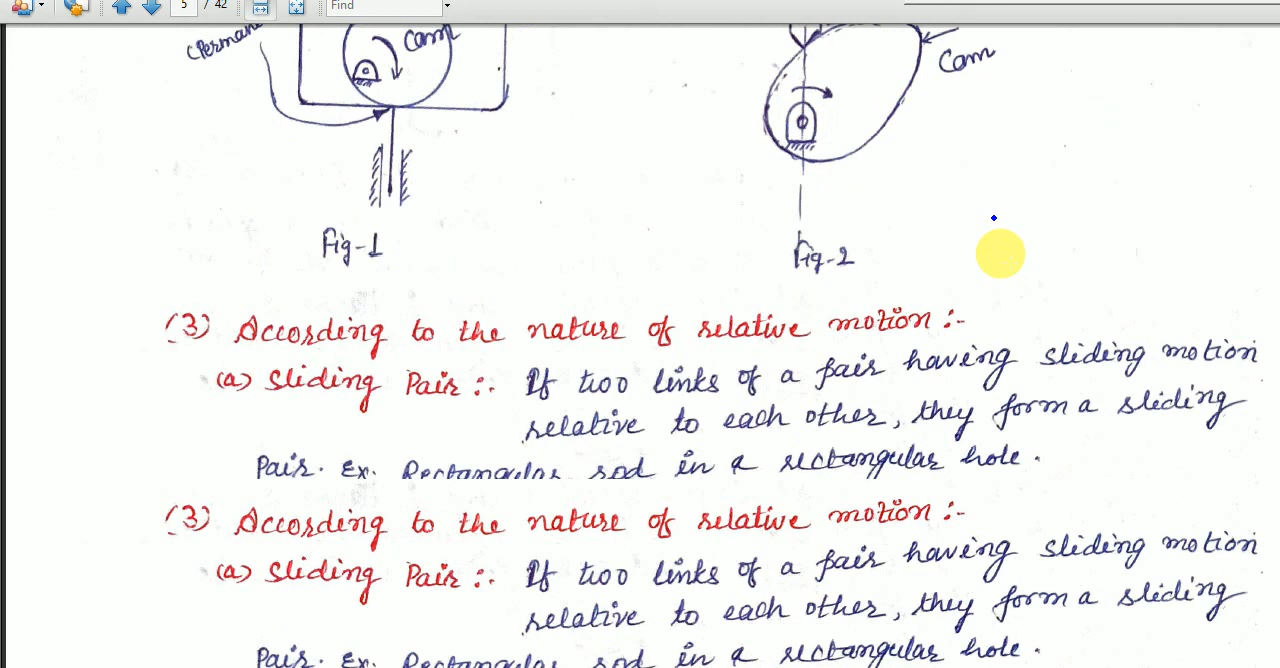 5 / 42 Find
(Perman
Cam
Cam
Fig-1
Fig-2
(3) According to the nature of relative motion :-
(a) Sliding Pair :- If two links of a pair having sliding motion
relative to each other, they form a sliding
Pair. Ex. Rectangular rod in a rectangular hole.
(3) According to the nature of relative motion :-
(a) Sliding Pair :- If two links of a pair having sliding motion
relative to each other, they form a sliding
Pair. Ex. Rectangular rod in a rectangular hole.